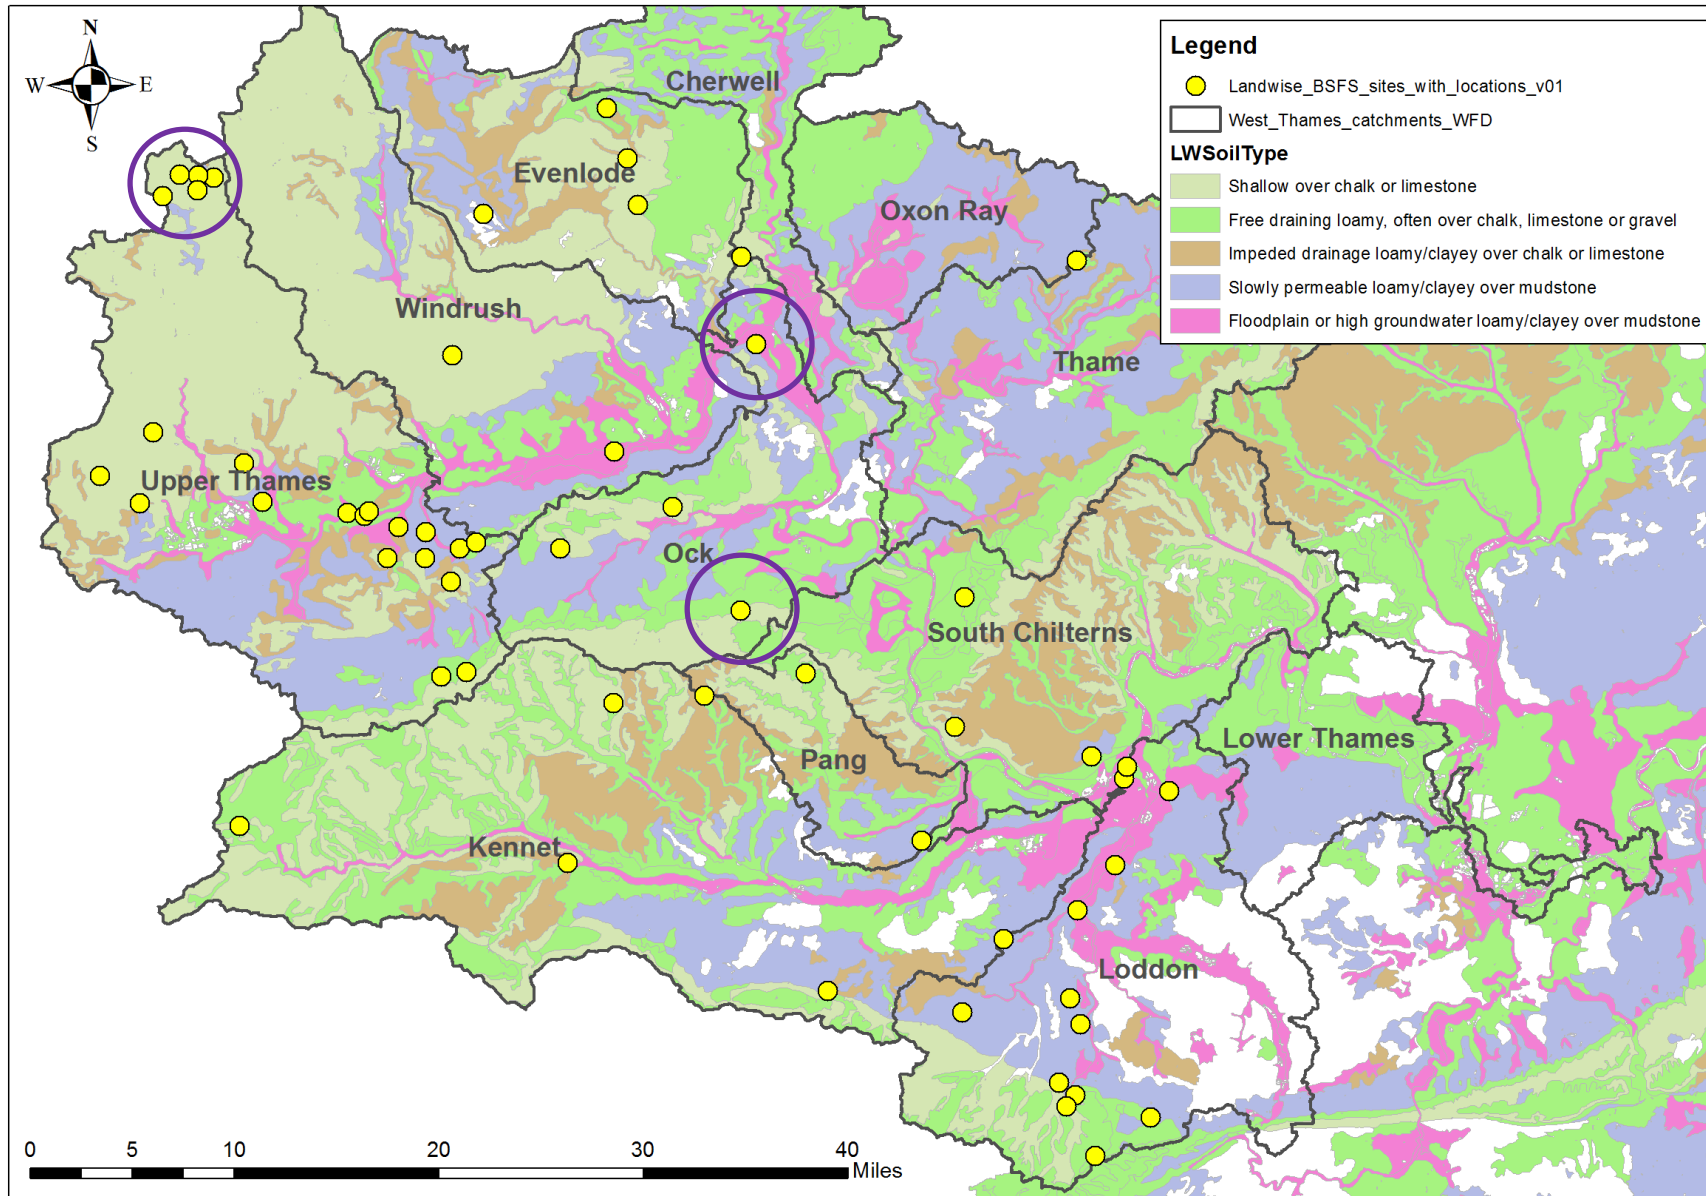 N
W
E
S
Cherwell
Evenlode
Oxon Ray
Windrush
Thame
Upper Thames
Ock
South Chilterns
Lower Thames
Pang
Kennet
Loddon
Legend
Landwise_BSFS_sites_with_locations_v01
West_Thames_catchments_WFD
LWSoilType
Shallow over chalk or limestone
Free draining loamy, often over chalk, limestone or gravel
Impeded drainage loamy/clayey over chalk or limestone
Slowly permeable loamy/clayey over mudstone
Floodplain or high groundwater loamy/clayey over mudstone
0 5 10 20 30 40
Miles